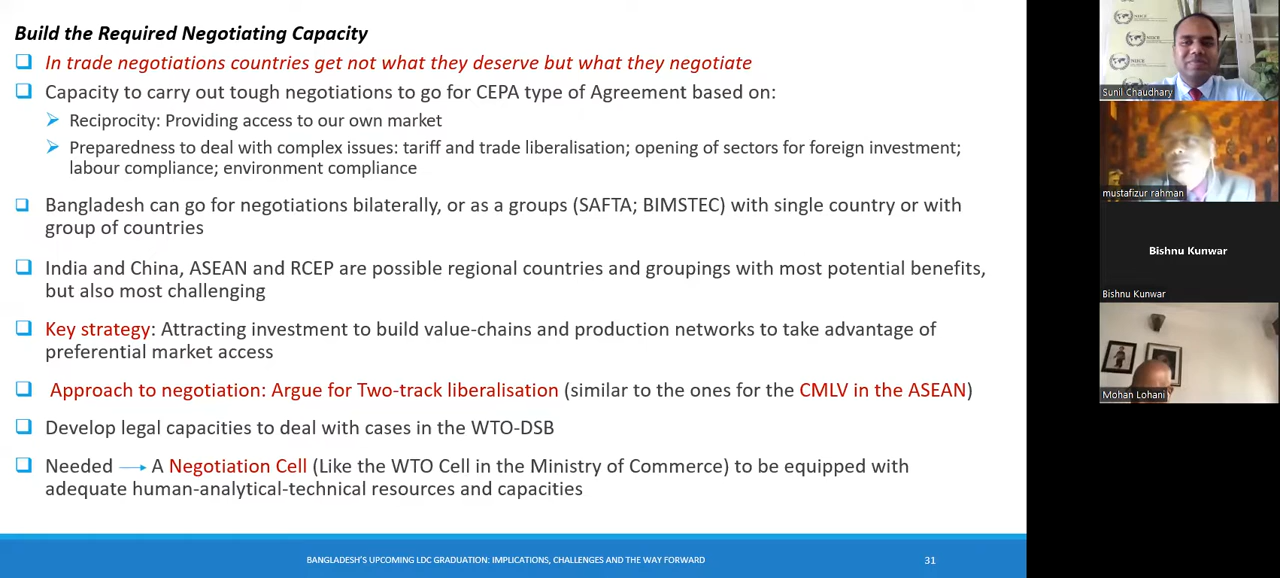 Build the Required Negotiating Capacity
In trade negotiations countries get not what they deserve but what they negotiate
Capacity to carry out tough negotiations to go for CEPA type of Agreement based on:
Reciprocity: Providing access to our own market
Preparedness to deal with complex issues: tariff and trade liberalisation; opening of sectors for foreign investment;
labour compliance; environment compliance
Bangladesh can go for negotiations bilaterally, or as a groups (SAFTA; BIMSTEC) with single country or with
group of countries
India and China, ASEAN and RCEP are possible regional countries and groupings with most potential benefits,
but also most challenging
Key strategy: Attracting investment to build value-chains and production networks to take advantage of
preferential market access
Approach to negotiation: Argue for Two-track liberalisation (similar to the ones for the CMLV in the ASEAN)
Develop legal capacities to deal with cases in the WTO-DSB
Needed → A Negotiation Cell (Like the WTO Cell in the Ministry of Commerce) to be equipped with
adequate human-analytical-technical resources and capacities
BANGLADESH'S UPCOMING LDC GRADUATION: IMPLICATIONS, CHALLENGES AND THE WAY FORWARD
31
Sunil Chaudhary
mustafizur rahman
Bishnu Kunwar
Bishnu Kunwar
Mohan Lohani